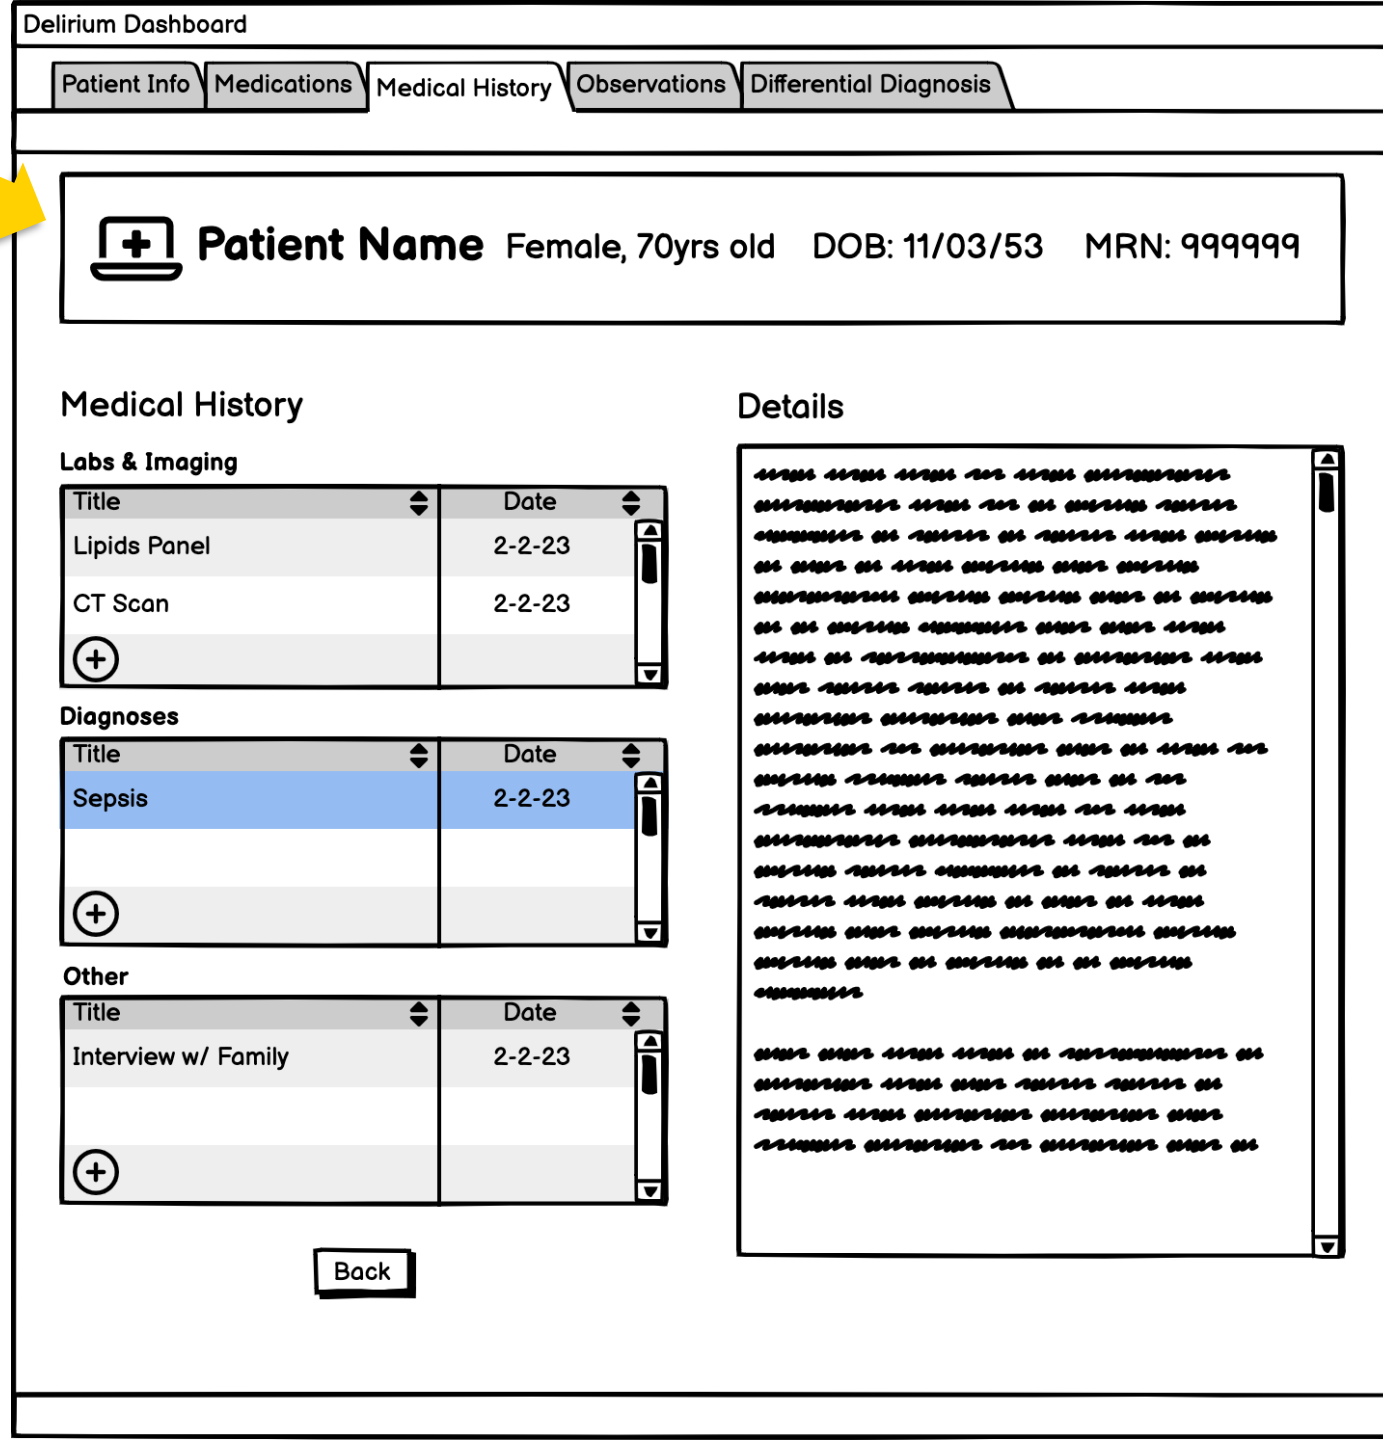 Delirium Dashboard
Patient Info Medications Medical History Observations Differential Diagnosis
Patient Name Female, 70yrs old DOB: 11/03/53 MRN: 999999
Medical History
Labs & Imaging
Title Date
Lipids Panel 2-2-23
CT Scan 2-2-23
Diagnoses
Title Date
Sepsis 2-2-23
Other
Title Date
Interview w/ Family 2-2-23
Back
Details